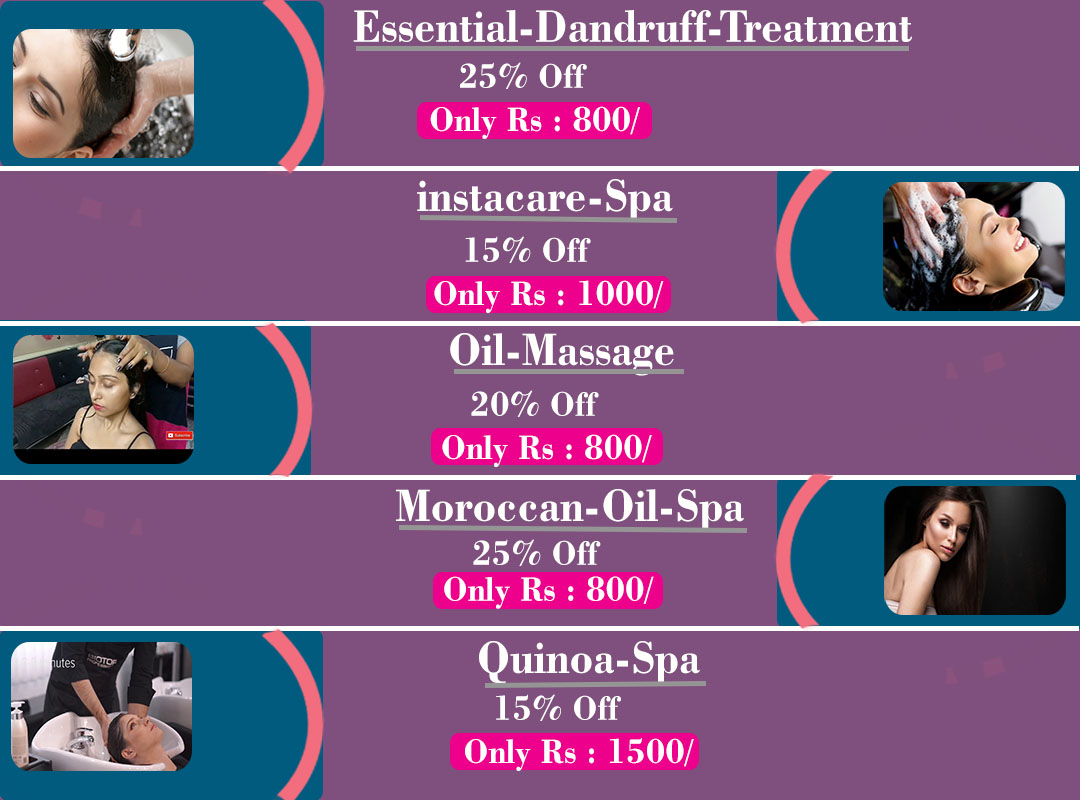 Essential-Dandruff-Treatment
25% Off
Only Rs : 800/
instacare-Spa
15% Off
Only Rs : 1000/
Oil-Massage
20% Off
Only Rs : 800/
Subscribe
Moroccan-Oil-Spa
25% Off
Only Rs : 800/
Quinoa-Spa
15% Off
Only Rs : 1500/